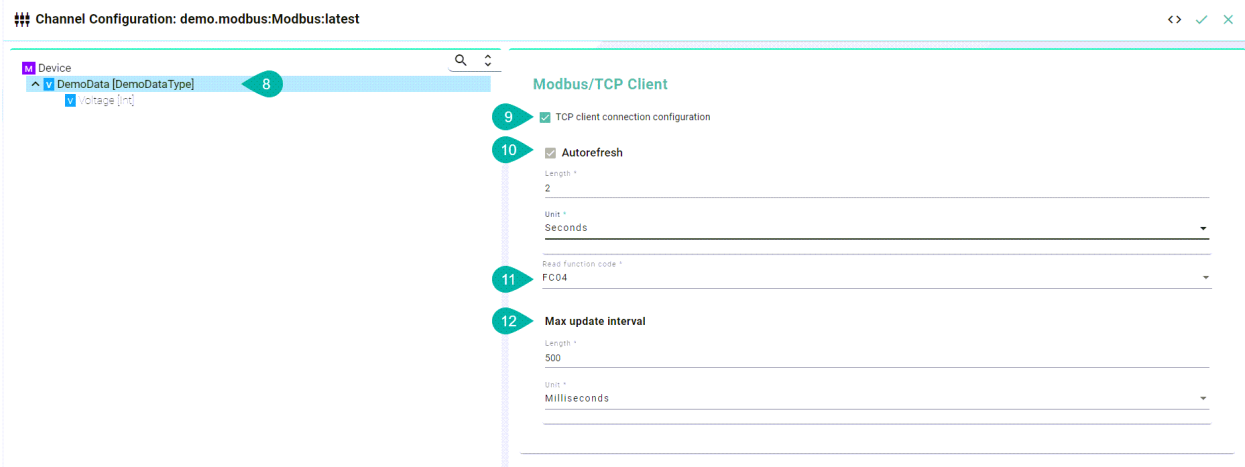 Channel Configuration: demo.modbus:Modbus:latest
M Device
V DemoData [DemoDataType]
8
V Voltage [Int]
Modbus/TCP Client
9
TCP client connection configuration
10
Autorefresh
Length *
2
Unit *
Seconds
Read function code *
11
FC04
12
Max update interval
Length *
500
Unit *
Milliseconds